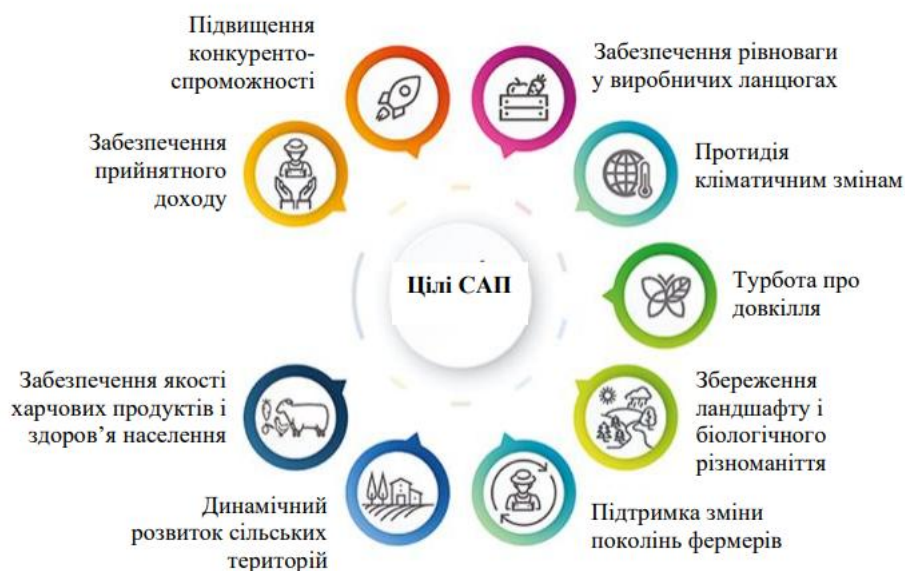 Підвищення
конкуренто-
спроможності
Забезпечення рівноваги
у виробничих ланцюгах
Забезпечення
прийнятного
доходу
Протидія
кліматичним змінам
Цілі САП
Турбота про
довкілля
Забезпечення якості
харчових продуктів і
здоров’я населення
Збереження
ландшафту і
біологічного
різноманіття
Динамічний
розвиток сільських
територій
Підтримка зміни
поколінь фермерів